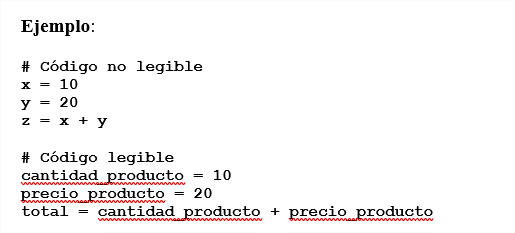 Ejemplo:
# Código no legible
x = 10
y = 20
z = x + y
# Código legible
cantidad_producto = 10
precio_producto = 20
total = cantidad_producto + precio_producto